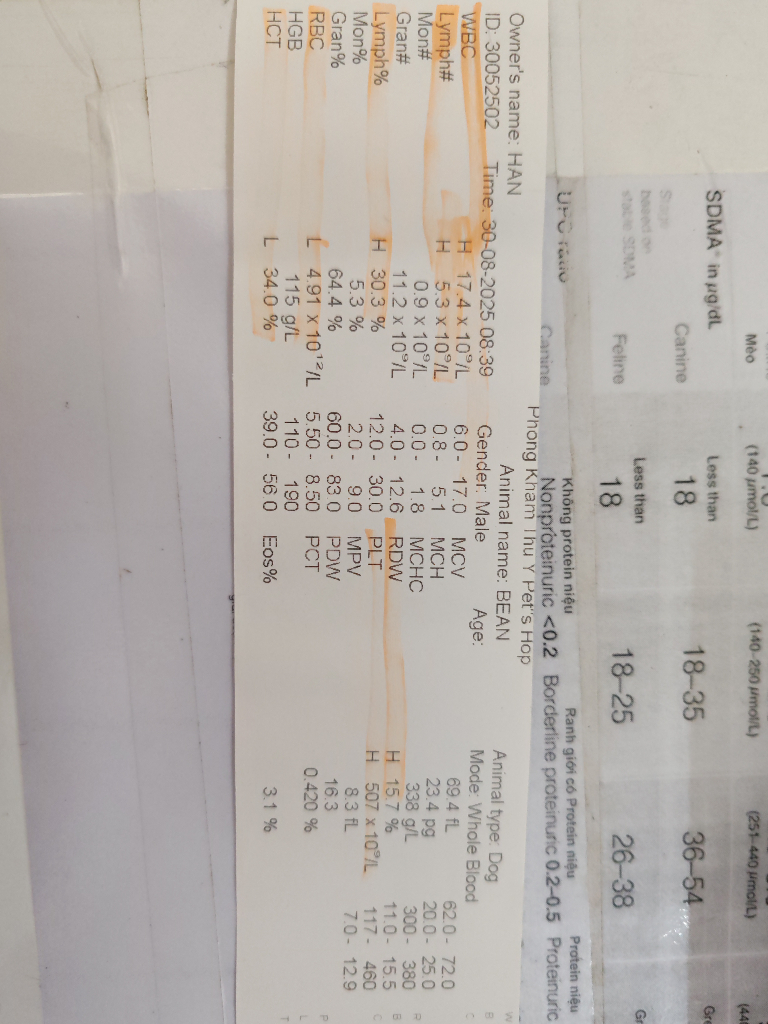 Phòng Khám Thu Y Pet's Hop
Owner's name: HAN Animal name: BEAN Animal type: Dog
ID: 30052502 Time: 30-08-2025 08:39 Gender: Male Age: Mode: Whole Blood
WBC H 17.4 x 10⁹/L 6.0 - 17.0 MCV 69.4 fL 62.0 - 72.0
Lymph# H 5.3 x 10⁹/L 0.8 - 5.1 MCH 23.4 pg 20.0 - 25.0
Mon# 0.9 x 10⁹/L 0.0 - 1.8 MCHC 338 g/L 300 - 380
Gran# 11.2 x 10⁹/L 4.0 - 12.6 RDW H 15.7 % 11.0 - 15.5
Lymph% H 30.3 % 12.0 - 30.0 PLT H 507 x 10⁹/L 117 - 460
Mon% 5.3 % 2.0 - 9.0 MPV 8.3 fL 7.0 - 12.9
Gran% 64.4 % 60.0 - 83.0 PDW 16.3
RBC L 4.91 x 10¹²/L 5.50 - 8.50 PCT 0.420 %
HGB 115 g/L 110 - 190
HCT L 34.0 % 39.0 - 56.0 Eos% 3.1 %
Mèo (140 µmol/L) (140-250 µmol/L) (251-440 µmol/L)
SDMA* in µg/dL
Canine Less than 18 18–35 36–54
Stage based on stable SDMA
Feline Less than 18 18–25 26–38
UPC ratio Không protein niệu Ranh giới có Protein niệu Protein niệu
Canine Nonproteinuric <0.2 Borderline proteinuric 0.2–0.5 Proteinuric